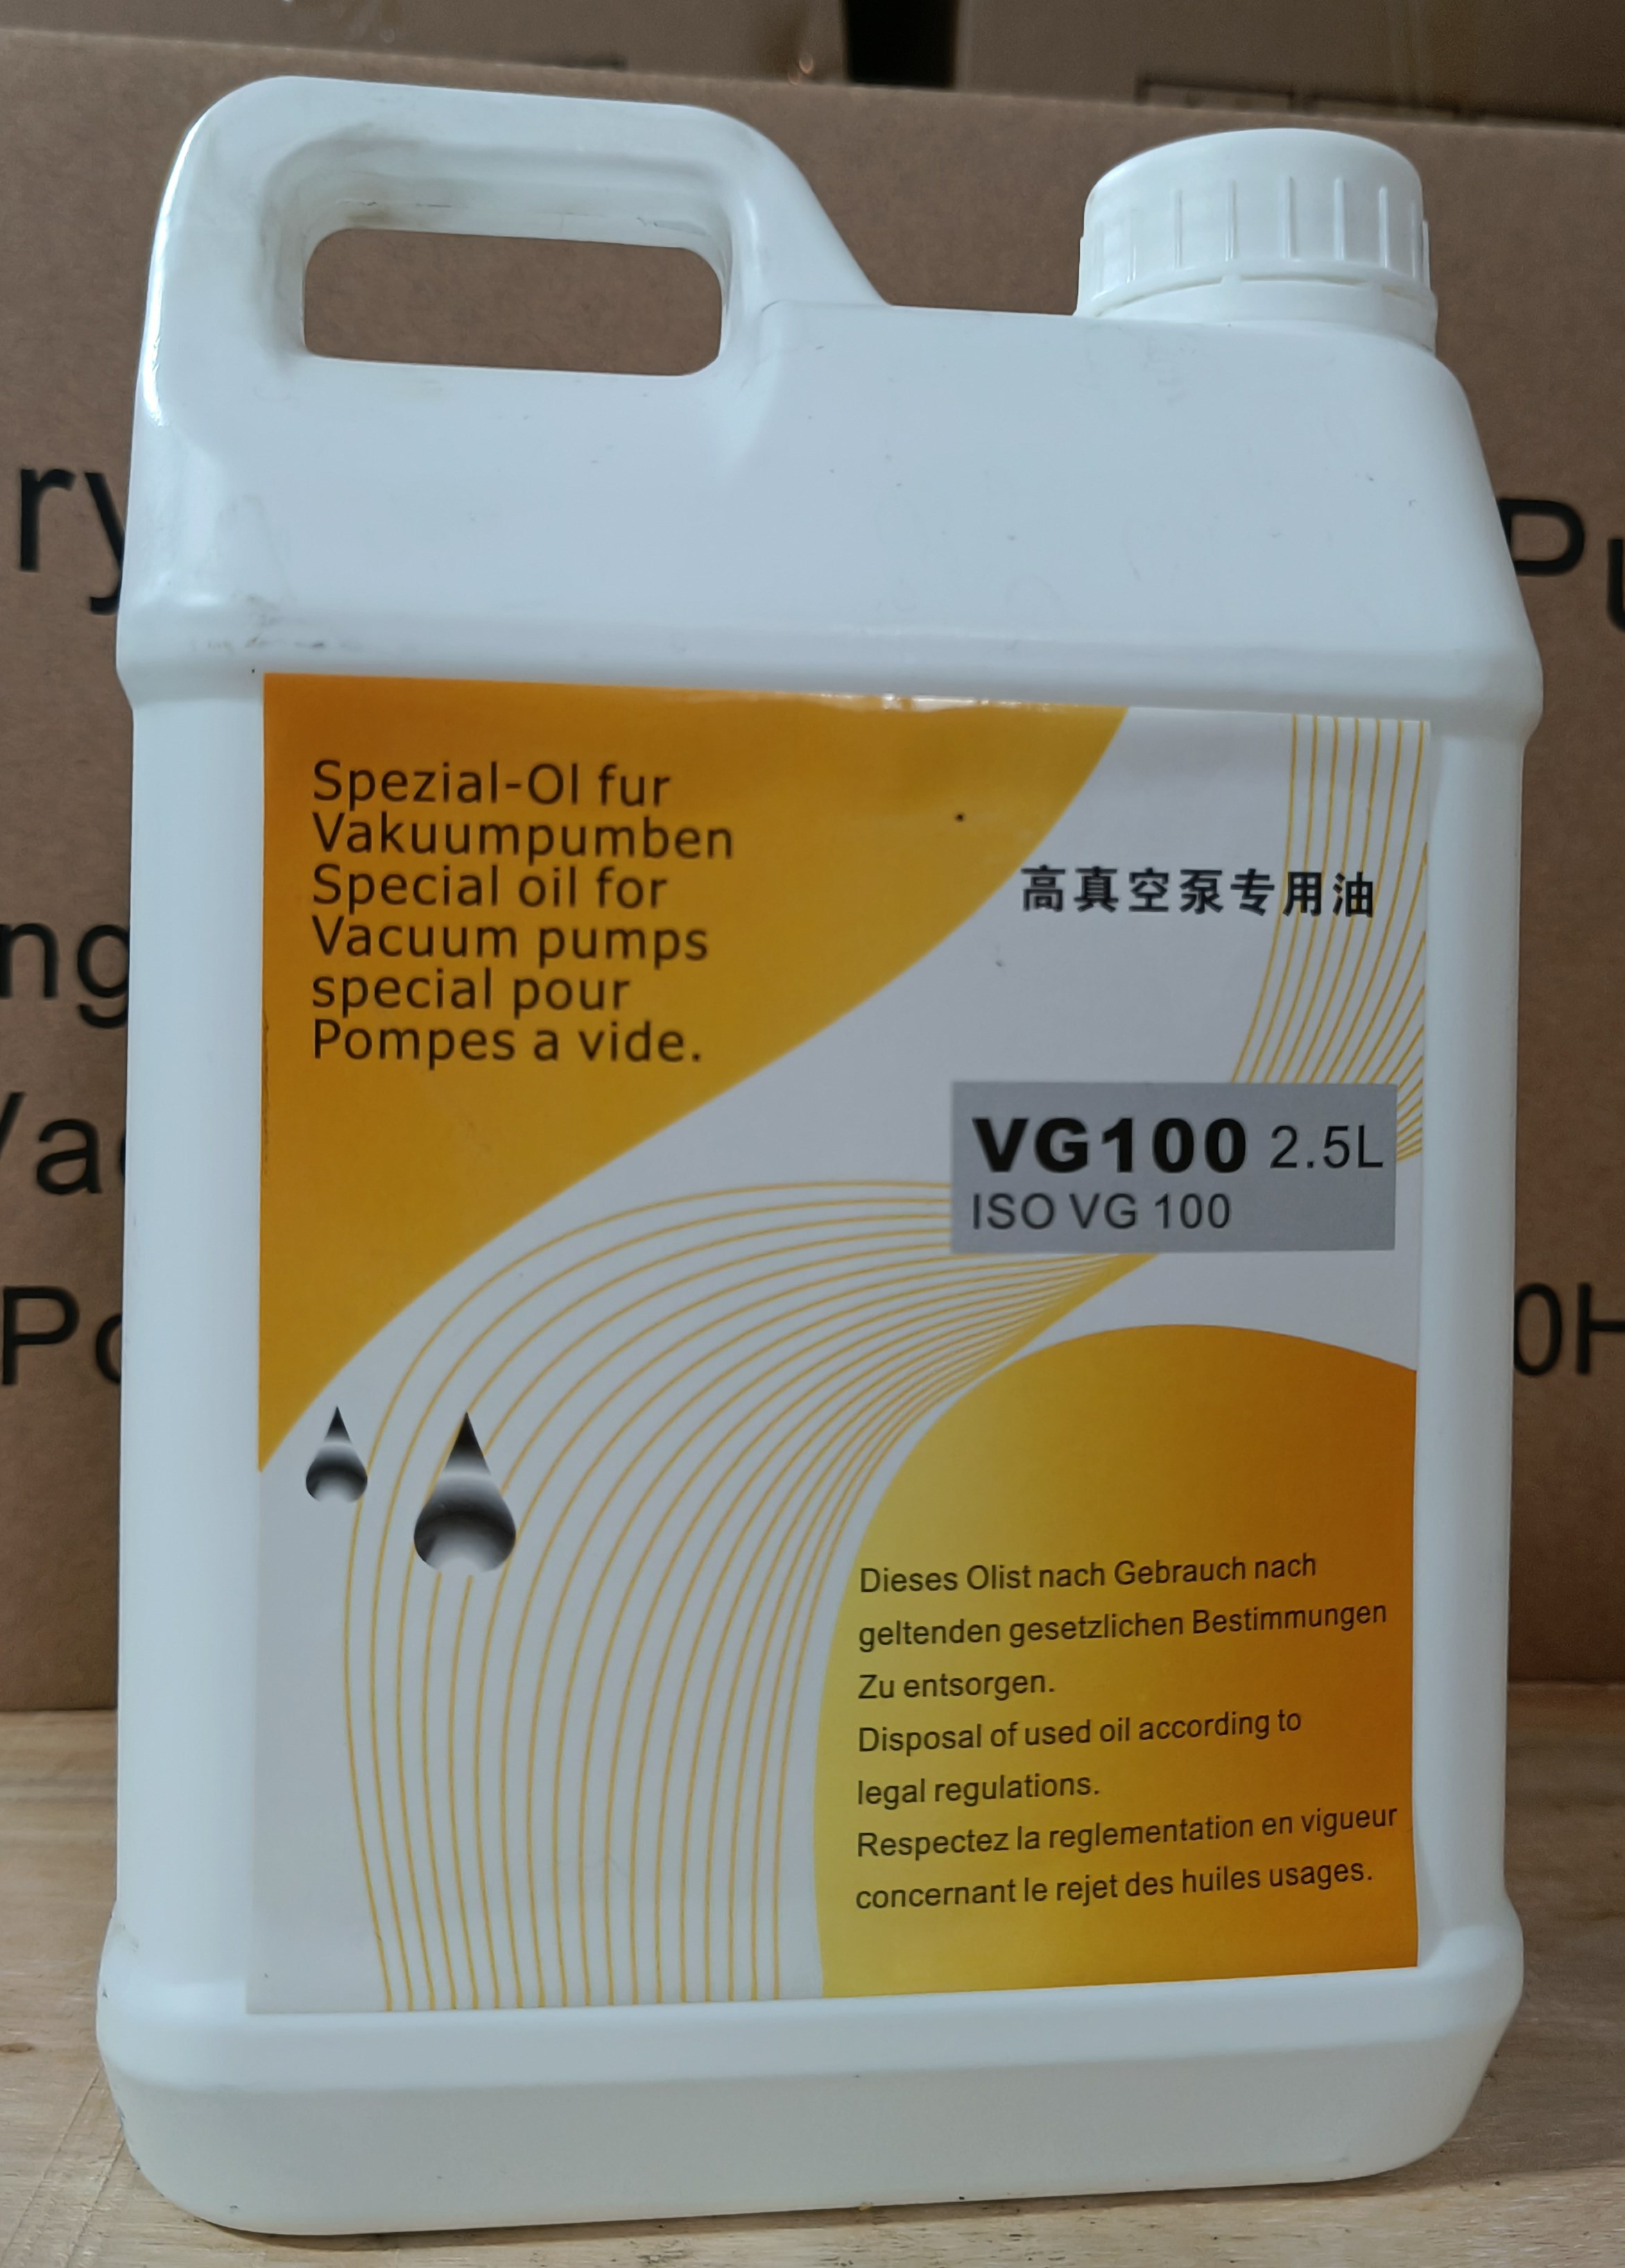 Spezial-Ol fur
Vakuumpumben
Special oil for
Vacuum pumps
special pour
Pompes a vide.
高真空泵专用油
VG100 2.5L
ISO VG 100
Dieses Olist nach Gebrauch nach
geltenden gesetzlichen Bestimmungen
Zu entsorgen.
Disposal of used oil according to
legal regulations.
Respectez la reglementation en vigueur
concernant le rejet des huiles usages.